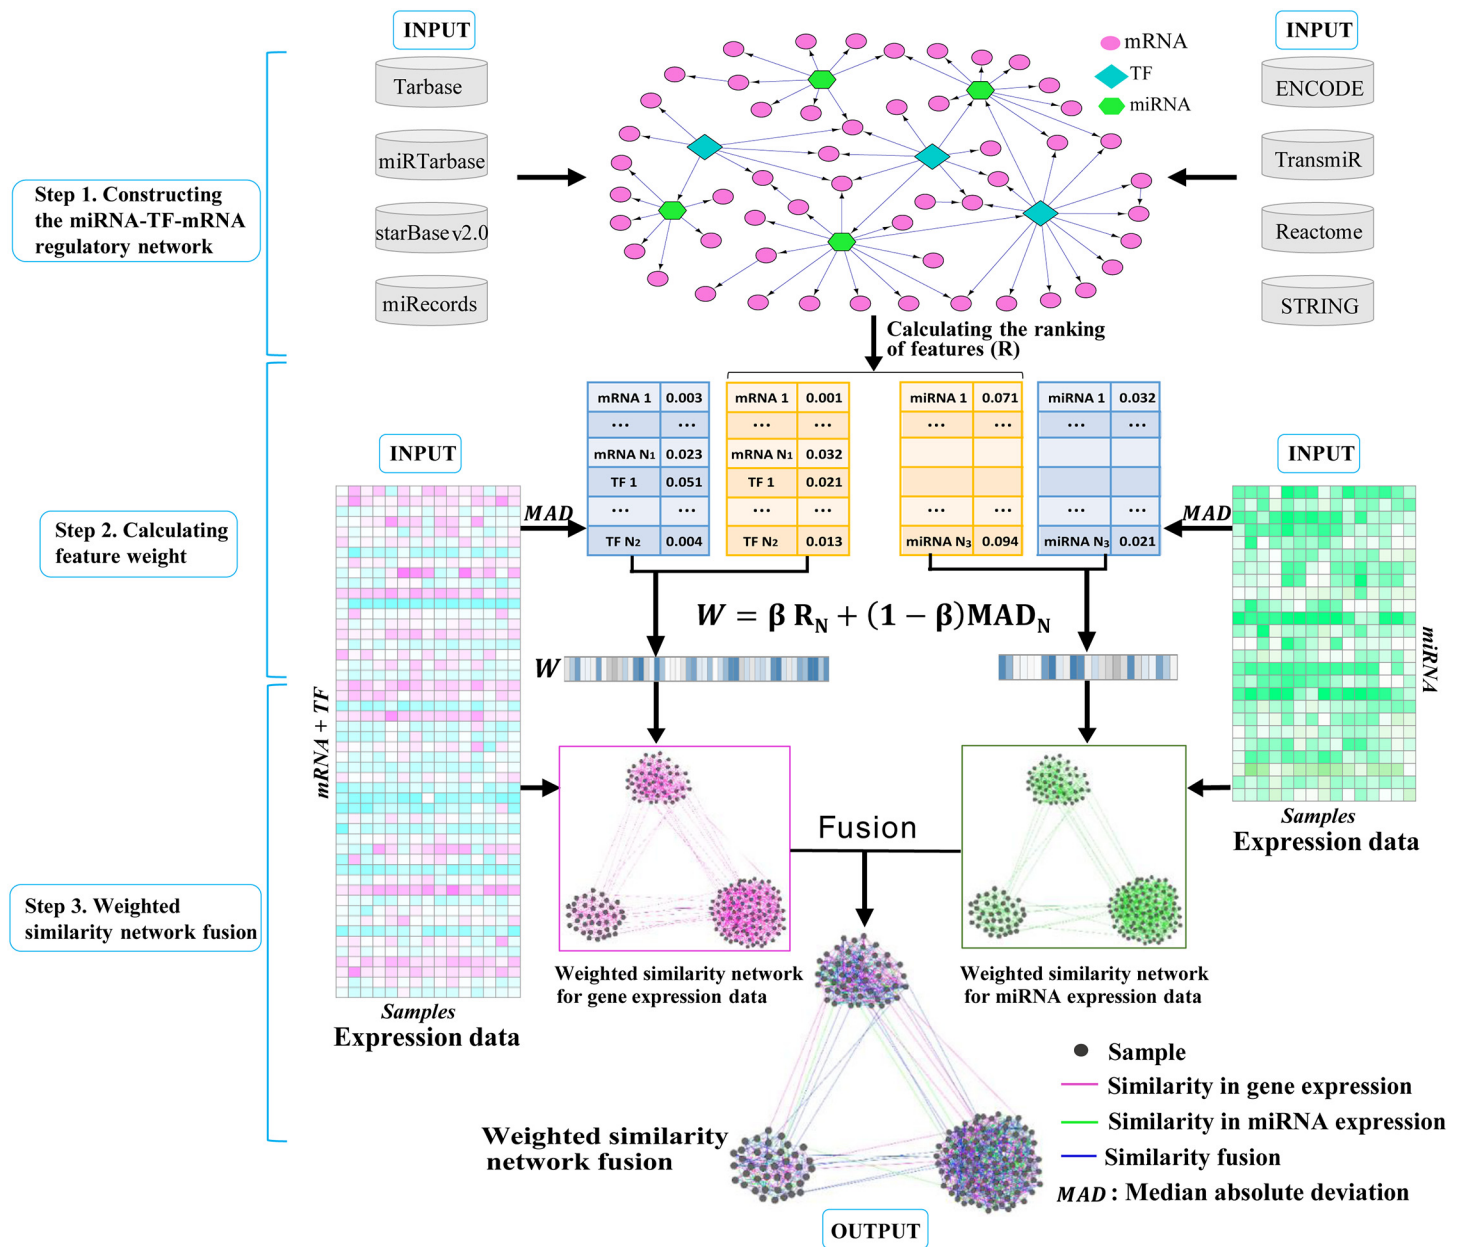 INPUT
INPUT
Tarbase
miRTarbase
starBase v2.0
miRecords
mRNA
TF
miRNA
ENCODE
TransmiR
Reactome
STRING
Step 1. Constructing
the miRNA-TF-mRNA
regulatory network
Calculating the ranking
of features (R)
INPUT
INPUT
Step 2. Calculating
feature weight
MAD
mRNA 1 0.003
... ...
mRNA N1 0.023
TF 1 0.051
... ...
TF N2 0.004
mRNA 1 0.001
... ...
mRNA N1 0.032
TF 1 0.021
... ...
TF N2 0.013
miRNA 1 0.071
... ...
miRNA N3 0.094
miRNA 1 0.032
... ...
miRNA N3 0.021
MAD
W = β R_N + (1 − β)MAD_N
W
mRNA + TF
miRNA
Samples
Expression data
Samples
Expression data
Step 3. Weighted
similarity network fusion
Fusion
Weighted similarity network
for gene expression data
Weighted similarity network
for miRNA expression data
Weighted similarity
network fusion
Sample
Similarity in gene expression
Similarity in miRNA expression
Similarity fusion
MAD : Median absolute deviation
OUTPUT